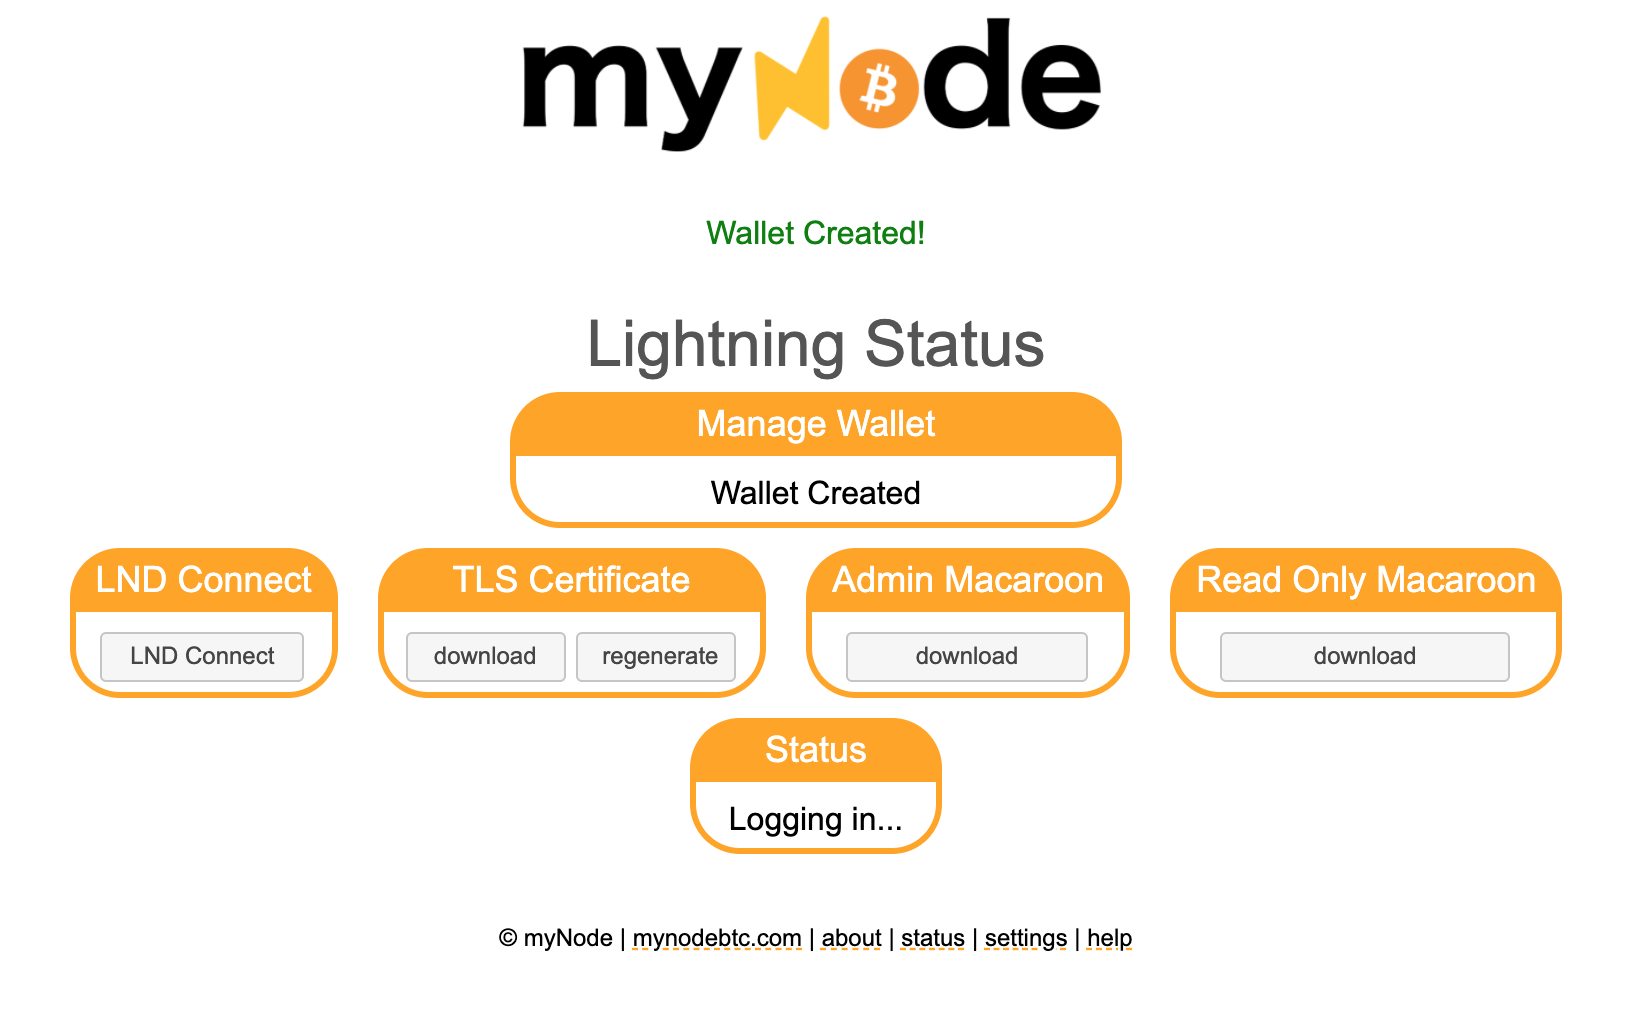 myNode
Wallet Created!
Lightning Status
Manage Wallet
Wallet Created
LND Connect
LND Connect
TLS Certificate
download regenerate
Admin Macaroon
download
Read Only Macaroon
download
Status
Logging in...
© myNode | mynodebtc.com | about | status | settings | help